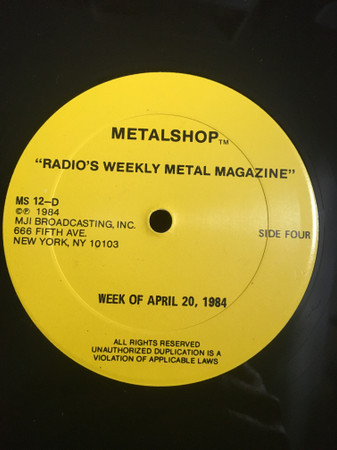 METALSHOP™
"RADIO'S WEEKLY METAL MAGAZINE"
MS 12–D
©℗ 1984
MJI BROADCASTING, INC.
666 FIFTH AVE.
NEW YORK, NY 10103
SIDE FOUR
WEEK OF APRIL 20, 1984
ALL RIGHTS RESERVED
UNAUTHORIZED DUPLICATION IS A
VIOLATION OF APPLICABLE LAWS